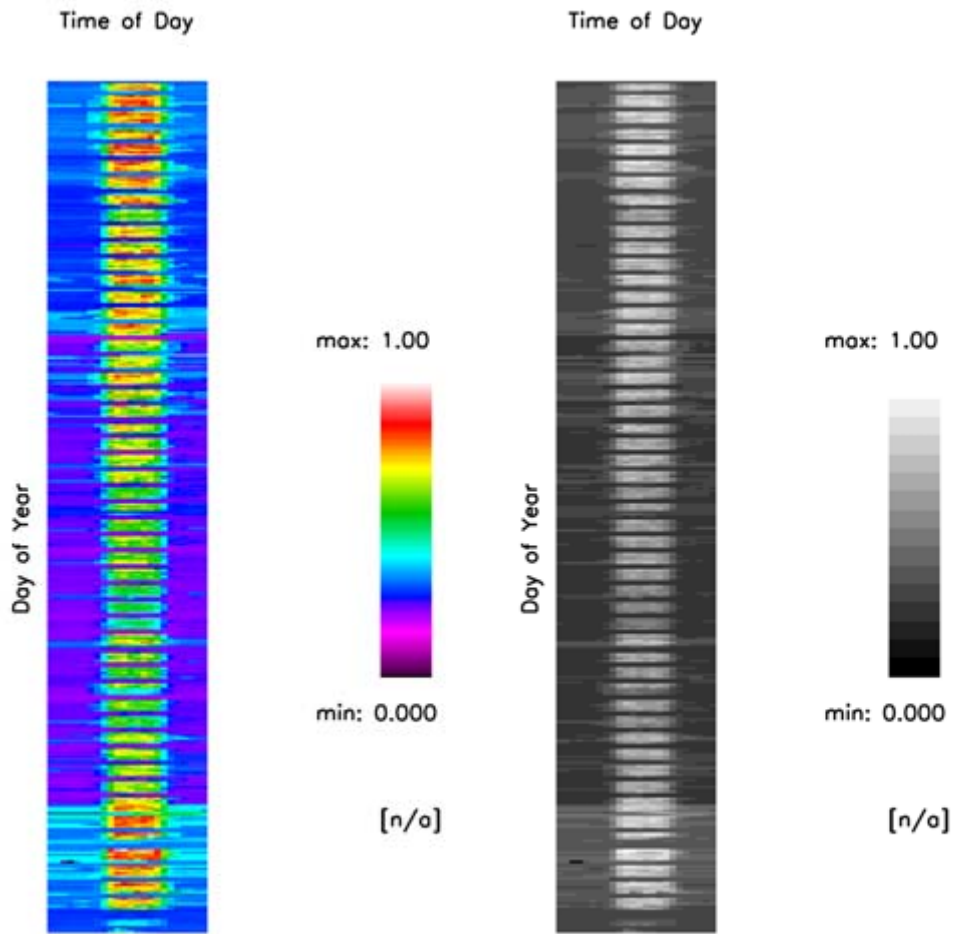 Time of Day
Time of Day
max: 1.00
max: 1.00
Day of Year
Day of Year
min: 0.000
min: 0.000
[n/a]
[n/a]